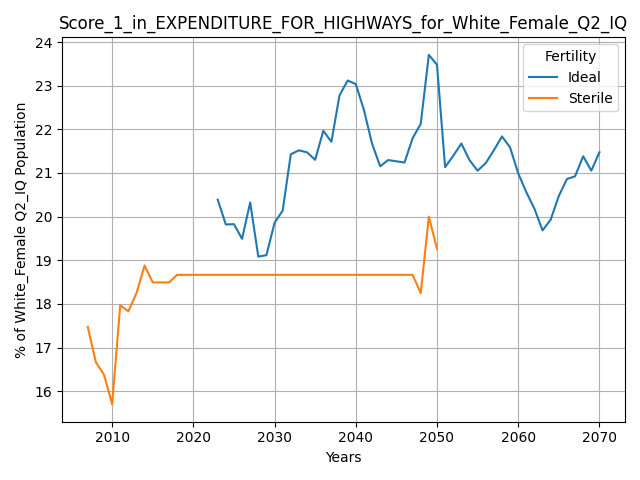 Score_1_in_EXPENDITURE_FOR_HIGHWAYS_for_White_Female_Q2_IQ
Fertility
Ideal
Sterile
% of White_Female Q2_IQ Population
24
23
22
21
20
19
18
17
16
2010 2020 2030 2040 2050 2060 2070
Years